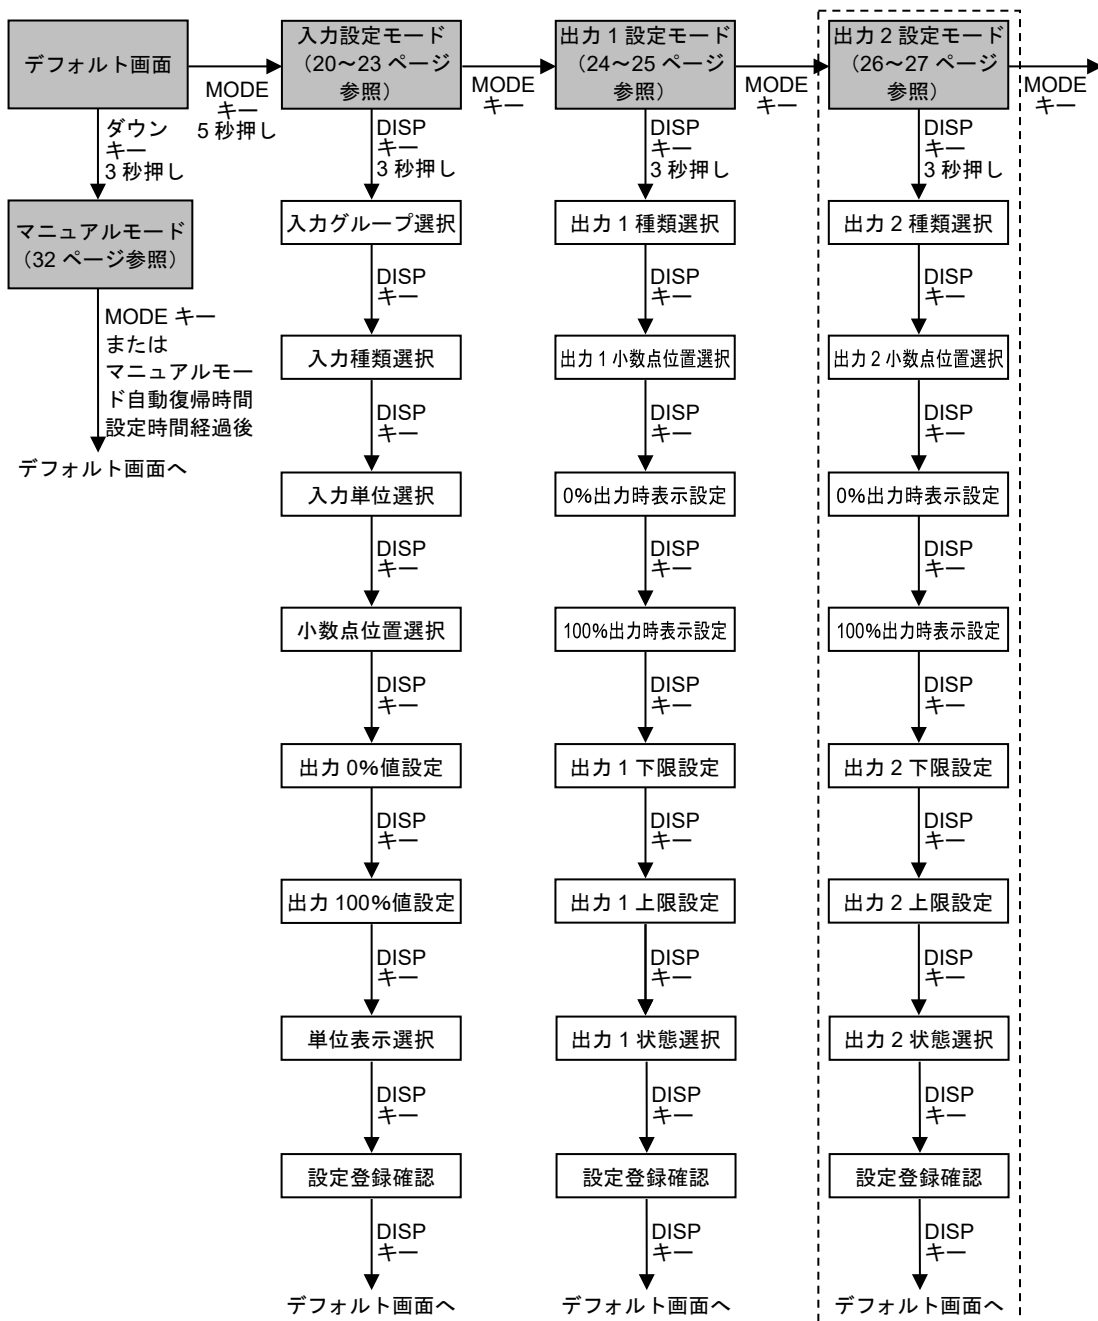 デフォルト画面
MODE
キー
5 秒押し
入力設定モード
（20～23 ページ
参照）
MODE
キー
出力 1 設定モード
（24～25 ページ
参照）
MODE
キー
出力 2 設定モード
（26～27 ページ
参照）
MODE
キー
ダウン
キー
3 秒押し
マニュアルモード
（32 ページ参照）
MODE キー
または
マニュアルモー
ド自動復帰時間
設定時間経過後
デフォルト画面へ
DISP
キー
3 秒押し
入力グループ選択
DISP
キー
入力種類選択
DISP
キー
入力単位選択
DISP
キー
小数点位置選択
DISP
キー
出力 0%値設定
DISP
キー
出力 100%値設定
DISP
キー
単位表示選択
DISP
キー
設定登録確認
DISP
キー
デフォルト画面へ
DISP
キー
3 秒押し
出力 1 種類選択
DISP
キー
出力 1 小数点位置選択
DISP
キー
0%出力時表示設定
DISP
キー
100%出力時表示設定
DISP
キー
出力 1 下限設定
DISP
キー
出力 1 上限設定
DISP
キー
出力 1 状態選択
DISP
キー
設定登録確認
DISP
キー
デフォルト画面へ
DISP
キー
3 秒押し
出力 2 種類選択
DISP
キー
出力 2 小数点位置選択
DISP
キー
0%出力時表示設定
DISP
キー
100%出力時表示設定
DISP
キー
出力 2 下限設定
DISP
キー
出力 2 上限設定
DISP
キー
出力 2 状態選択
DISP
キー
設定登録確認
DISP
キー
デフォルト画面へ